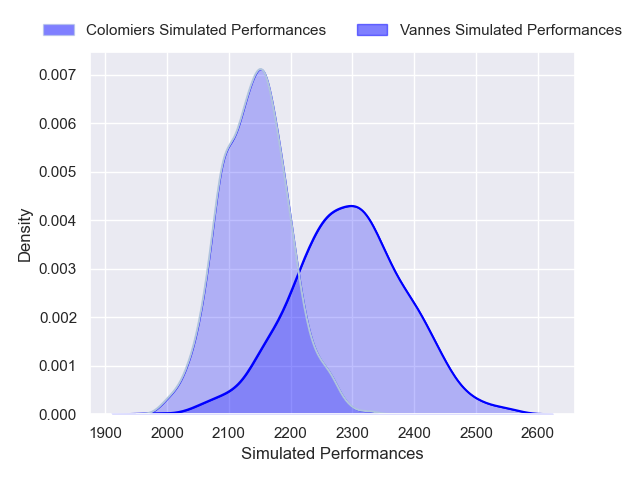 Colomiers Simulated Performances
Vannes Simulated Performances
0.007
0.006
0.005
0.004
0.003
0.002
0.001
0.000
Density
1900 2000 2100 2200 2300 2400 2500 2600
Simulated Performances